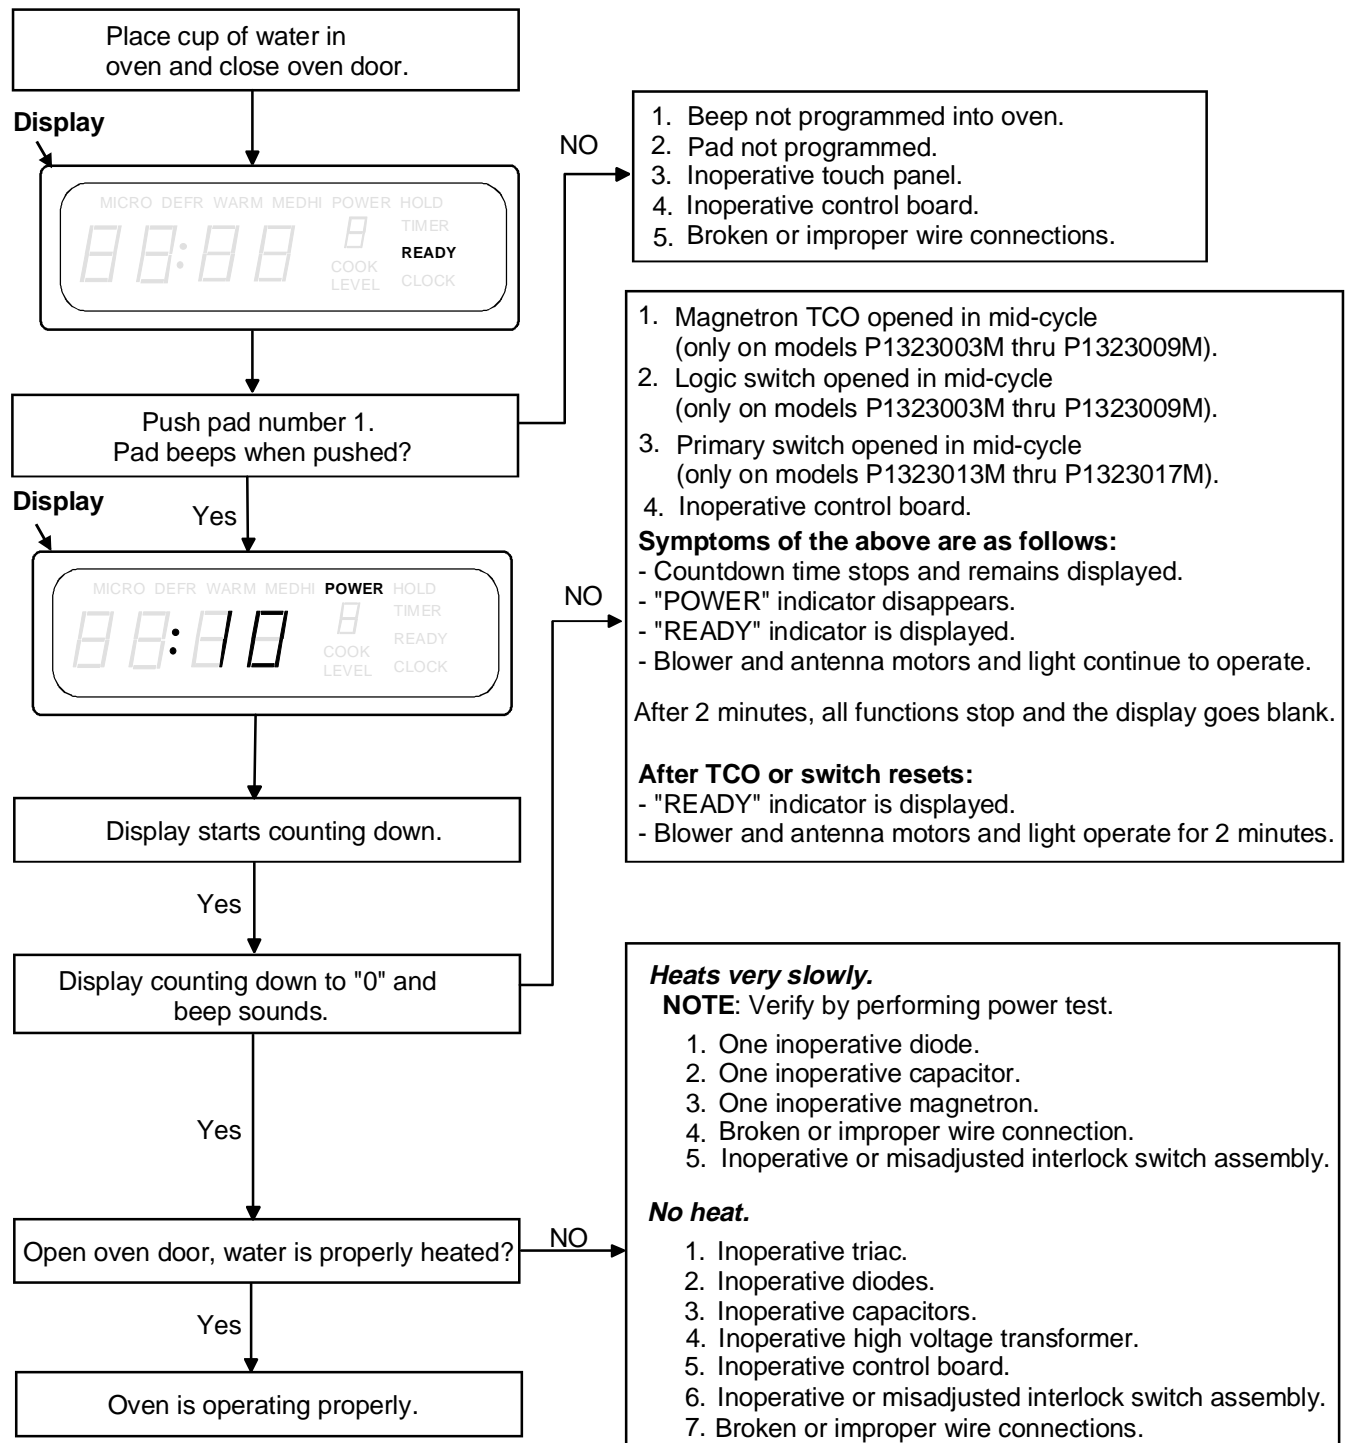 Place cup of water in
oven and close oven door.
Display
MICRO DEFR WARM MEDHI POWER HOLD
TIMER
88:88 8
READY
COOK
LEVEL
CLOCK
NO
1. Beep not programmed into oven.
2. Pad not programmed.
3. Inoperative touch panel.
4. Inoperative control board.
5. Broken or improper wire connections.
Push pad number 1.
Pad beeps when pushed?
Display
Yes
MICRO DEFR WARM MEDHI POWER HOLD
TIMER
:10
READY
COOK
LEVEL
CLOCK
NO
1. Magnetron TCO opened in mid-cycle
(only on models P1323003M thru P1323009M).
2. Logic switch opened in mid-cycle
(only on models P1323003M thru P1323009M).
3. Primary switch opened in mid-cycle
(only on models P1323013M thru P1323017M).
4. Inoperative control board.
Symptoms of the above are as follows:
- Countdown time stops and remains displayed.
- "POWER" indicator disappears.
- "READY" indicator is displayed.
- Blower and antenna motors and light continue to operate.
After 2 minutes, all functions stop and the display goes blank.
After TCO or switch resets:
- "READY" indicator is displayed.
- Blower and antenna motors and light operate for 2 minutes.
Display starts counting down.
Yes
Display counting down to "0" and
beep sounds.
Yes
Open oven door, water is properly heated?
NO
Heats very slowly.
NOTE: Verify by performing power test.
1. One inoperative diode.
2. One inoperative capacitor.
3. One inoperative magnetron.
4. Broken or improper wire connection.
5. Inoperative or misadjusted interlock switch assembly.
No heat.
1. Inoperative triac.
2. Inoperative diodes.
3. Inoperative capacitors.
4. Inoperative high voltage transformer.
5. Inoperative control board.
6. Inoperative or misadjusted interlock switch assembly.
7. Broken or improper wire connections.
Yes
Oven is operating properly.